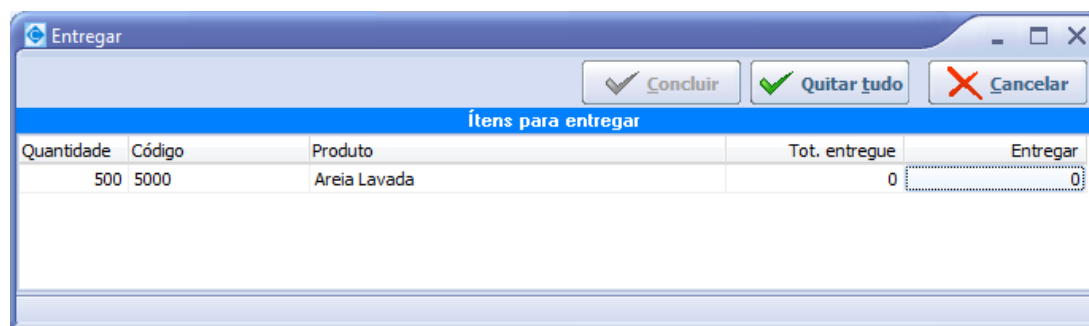 Entregar
Concluir Quitar tudo Cancelar
Ítens para entregar
Quantidade Código Produto Tot. entregue Entregar
500 5000 Areia Lavada 0 0